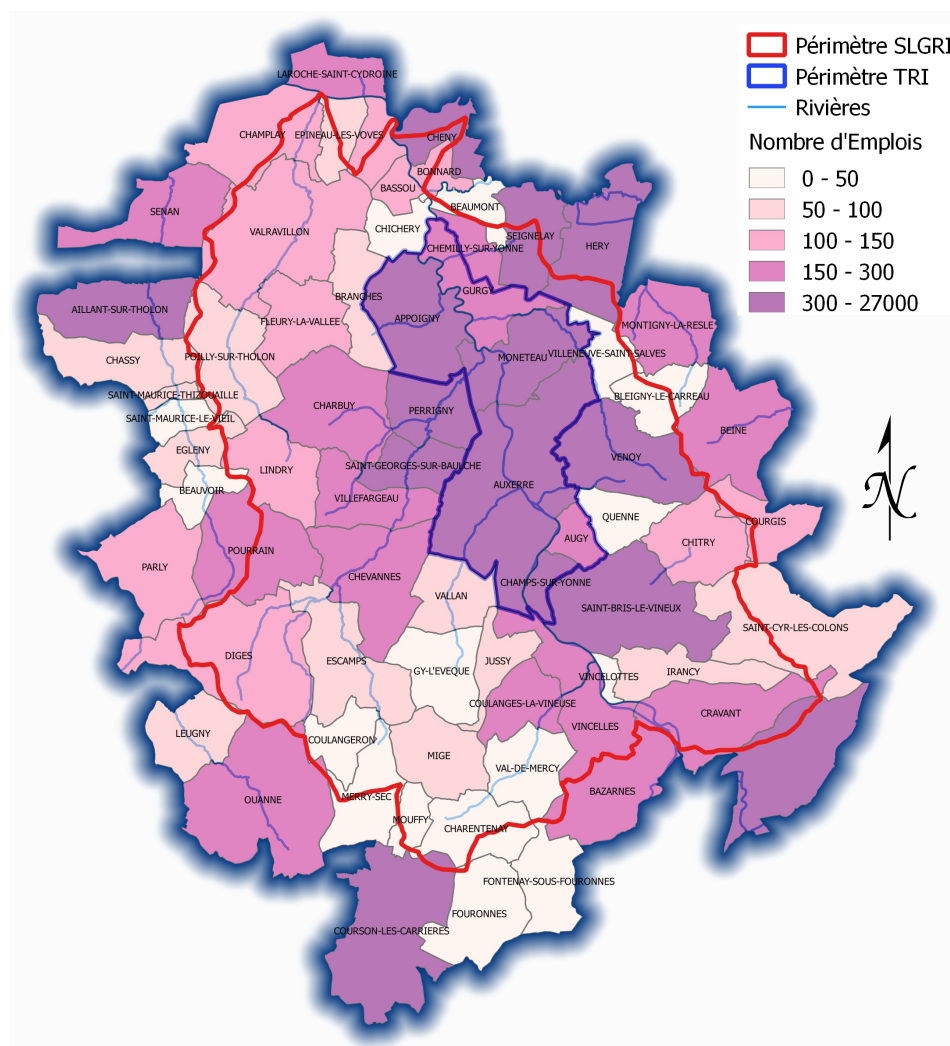 Périmètre SLGRI
Périmètre TRI
Rivières
Nombre d'Emplois
0 - 50
50 - 100
100 - 150
150 - 300
300 - 27000
N
LAROCHE-SAINT-CYDROINE
CHAMPLAY
EPINEAU-LES-VOVES
CHENY
BONNARD
BASSOU
BEAUMONT
SENAN
VALRAVILLON
CHICHERY
SEIGNELAY
HERY
CHEMILLY-SUR-YONNE
GURGY
BRANCHES
AILLANT-SUR-THOLON
APPOIGNY
FLEURY-LA-VALLEE
MONTIGNY-LA-RESLE
CHASSY
POILLY-SUR-THOLON
MONETEAU
VILLENEUVE-SAINT-SALVES
SAINT-MAURICE-THIZOUAILLE
BLEIGNY-LE-CARREAU
SAINT-MAURICE-LE-VIEIL
CHARBUY
PERRIGNY
BEINE
EGLENY
LINDRY
SAINT-GEORGES-SUR-BAULCHE
VENOY
BEAUVOIR
VILLEFARGEAU
AUXERRE
QUENNE
COURGIS
POURRAIN
AUGY
CHITRY
PARLY
CHEVANNES
CHAMPS-SUR-YONNE
VALLAN
SAINT-BRIS-LE-VINEUX
SAINT-CYR-LES-COLONS
DIGES
ESCAMPS
JUSSY
GY-L'EVEQUE
IRANCY
VINCELOTTES
COULANGES-LA-VINEUSE
CRAVANT
VINCELLES
LEUGNY
COULANGERON
MIGE
VAL-DE-MERCY
BAZARNES
OUANNE
MERRY-SEC
MOUFFY
CHARENTENAY
FONTENAY-SOUS-FOURONNES
FOURONNES
COURSON-LES-CARRIERES